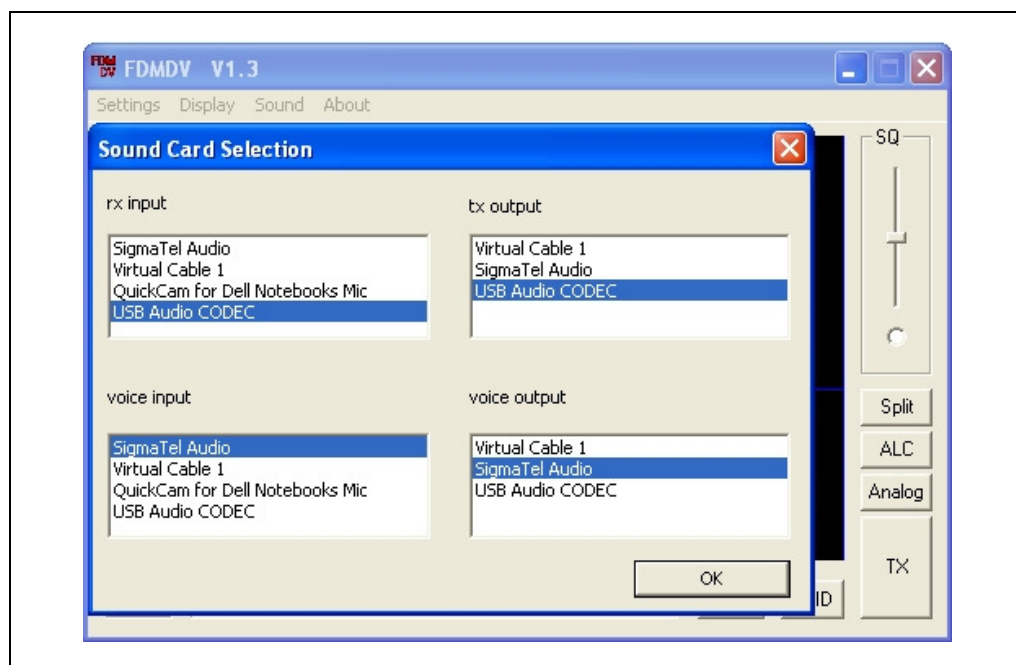 FDM
DV
FDMDV V1.3
Settings Display Sound About
Sound Card Selection
rx input
SigmaTel Audio
Virtual Cable 1
QuickCam for Dell Notebooks Mic
USB Audio CODEC
tx output
Virtual Cable 1
SigmaTel Audio
USB Audio CODEC
voice input
SigmaTel Audio
Virtual Cable 1
QuickCam for Dell Notebooks Mic
USB Audio CODEC
voice output
Virtual Cable 1
SigmaTel Audio
USB Audio CODEC
OK
SQ
Split
ALC
Analog
TX
ID